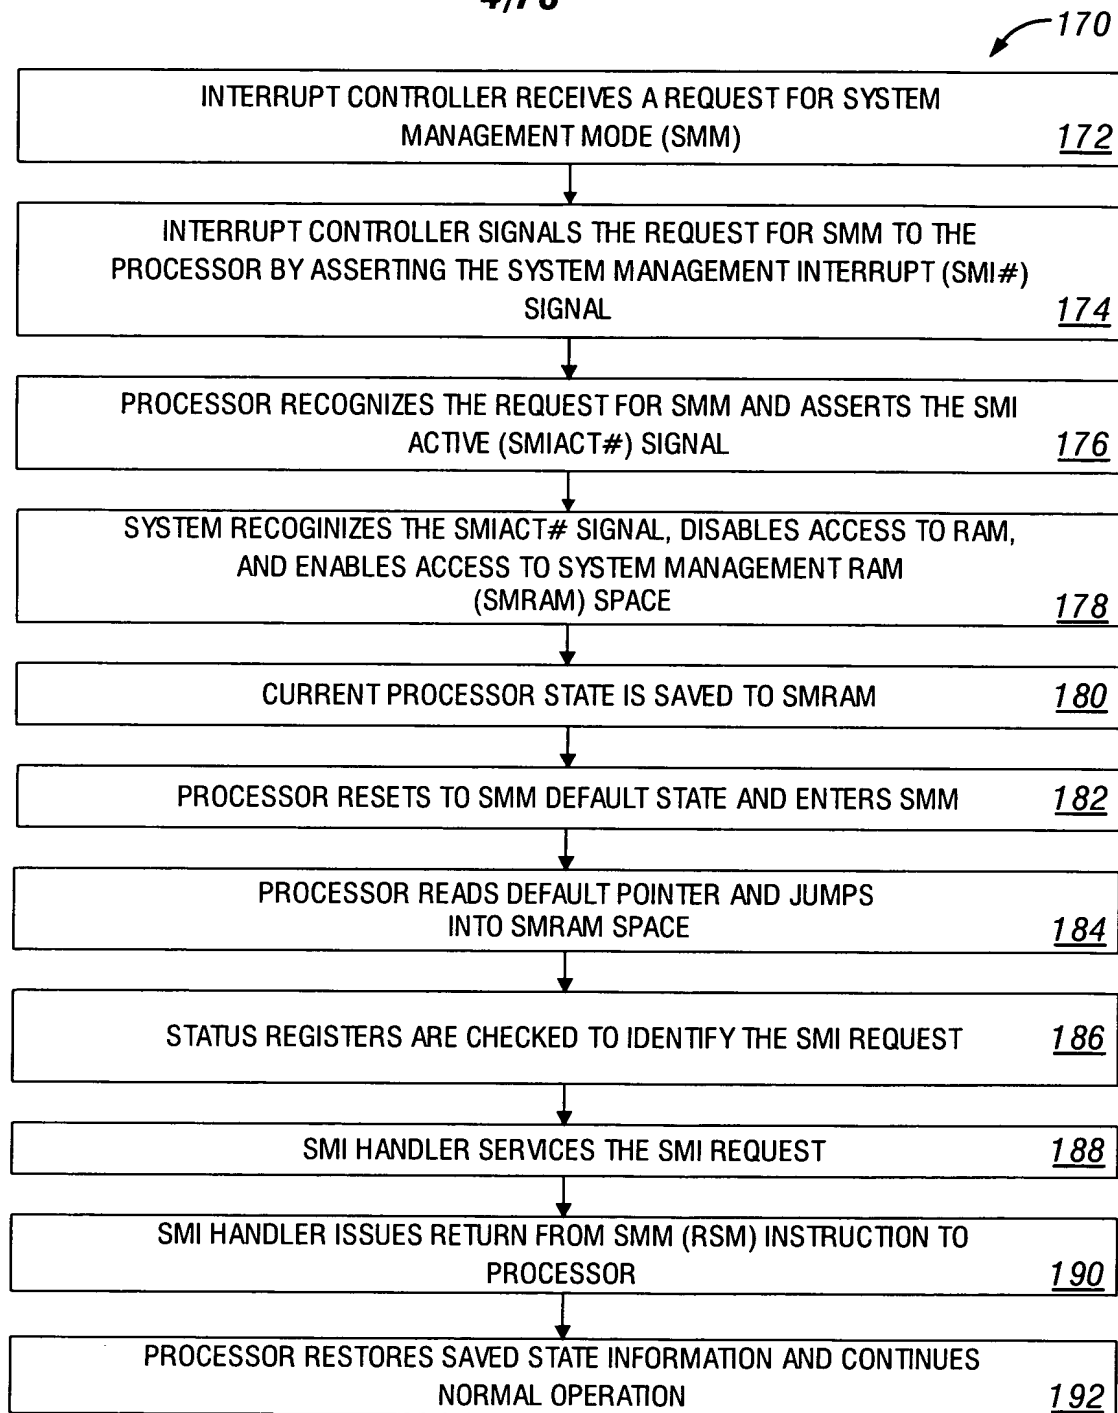 170
INTERRUPT CONTROLLER RECEIVES A REQUEST FOR SYSTEM
MANAGEMENT MODE (SMM)
172
INTERRUPT CONTROLLER SIGNALS THE REQUEST FOR SMM TO THE
PROCESSOR BY ASSERTING THE SYSTEM MANAGEMENT INTERRUPT (SMI#)
SIGNAL
174
PROCESSOR RECOGNIZES THE REQUEST FOR SMM AND ASSERTS THE SMI
ACTIVE (SMIACT#) SIGNAL
176
SYSTEM RECOGINIZES THE SMIACT# SIGNAL, DISABLES ACCESS TO RAM,
AND ENABLES ACCESS TO SYSTEM MANAGEMENT RAM
(SMRAM) SPACE
178
CURRENT PROCESSOR STATE IS SAVED TO SMRAM
180
PROCESSOR RESETS TO SMM DEFAULT STATE AND ENTERS SMM
182
PROCESSOR READS DEFAULT POINTER AND JUMPS
INTO SMRAM SPACE
184
STATUS REGISTERS ARE CHECKED TO IDENTIFY THE SMI REQUEST
186
SMI HANDLER SERVICES THE SMI REQUEST
188
SMI HANDLER ISSUES RETURN FROM SMM (RSM) INSTRUCTION TO
PROCESSOR
190
PROCESSOR RESTORES SAVED STATE INFORMATION AND CONTINUES
NORMAL OPERATION
192